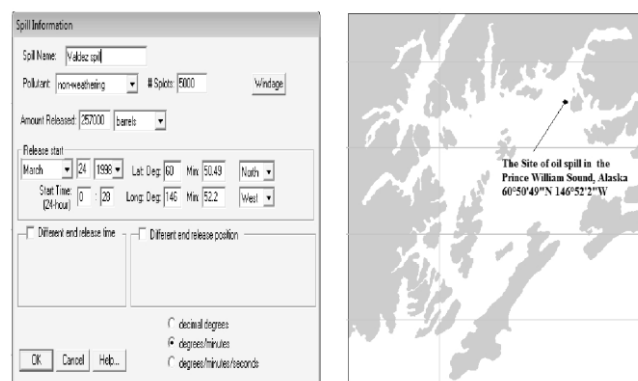 Spill Information
Spill Name: Valdez spill
Pollutant: non-weathering # Splots: 5000 Windage
Amount Released: 257000 barrels
Release start
March 24 1998 Lat: Deg: 60 Min: 50.49 North
Start Time: 0 : 28 Long: Deg: 146 Min: 52.2 West
(24-hour)
Different end release time Different end release position
decimal degrees
degrees/minutes
degrees/minutes/seconds
OK Cancel Help...
The Site of oil spill in the
Prince William Sound, Alaska
60°50'49"N 146°52'2"W